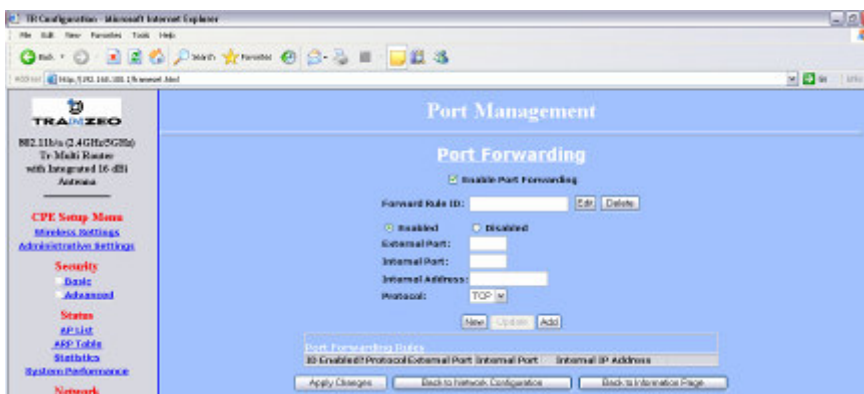 TR Configuration - Microsoft Internet Explorer
File Edit View Favorites Tools Help
Back Search Favorites
Address
Go
TRANZEO
802.11b/a (2.4GHz/5GHz)
Tr-Multi Router
with Integrated 16 dBi
Antenna
CPE Setup Menu
Wireless Settings
Administrative Settings
Security
Basic
Advanced
Status
AP List
ARP Table
Statistics
System Performance
Network
Port Management
Port Forwarding
Enable Port Forwarding
Forward Rule ID: Edit Delete
Enabled Disabled
External Port:
Internal Port:
Internal Address:
Protocol: TCP
New Update Add
Port Forwarding Rules
ID Enabled? Protocol External Port Internal Port Internal IP Address
Apply Changes Back to Network Configuration Back to Information Page